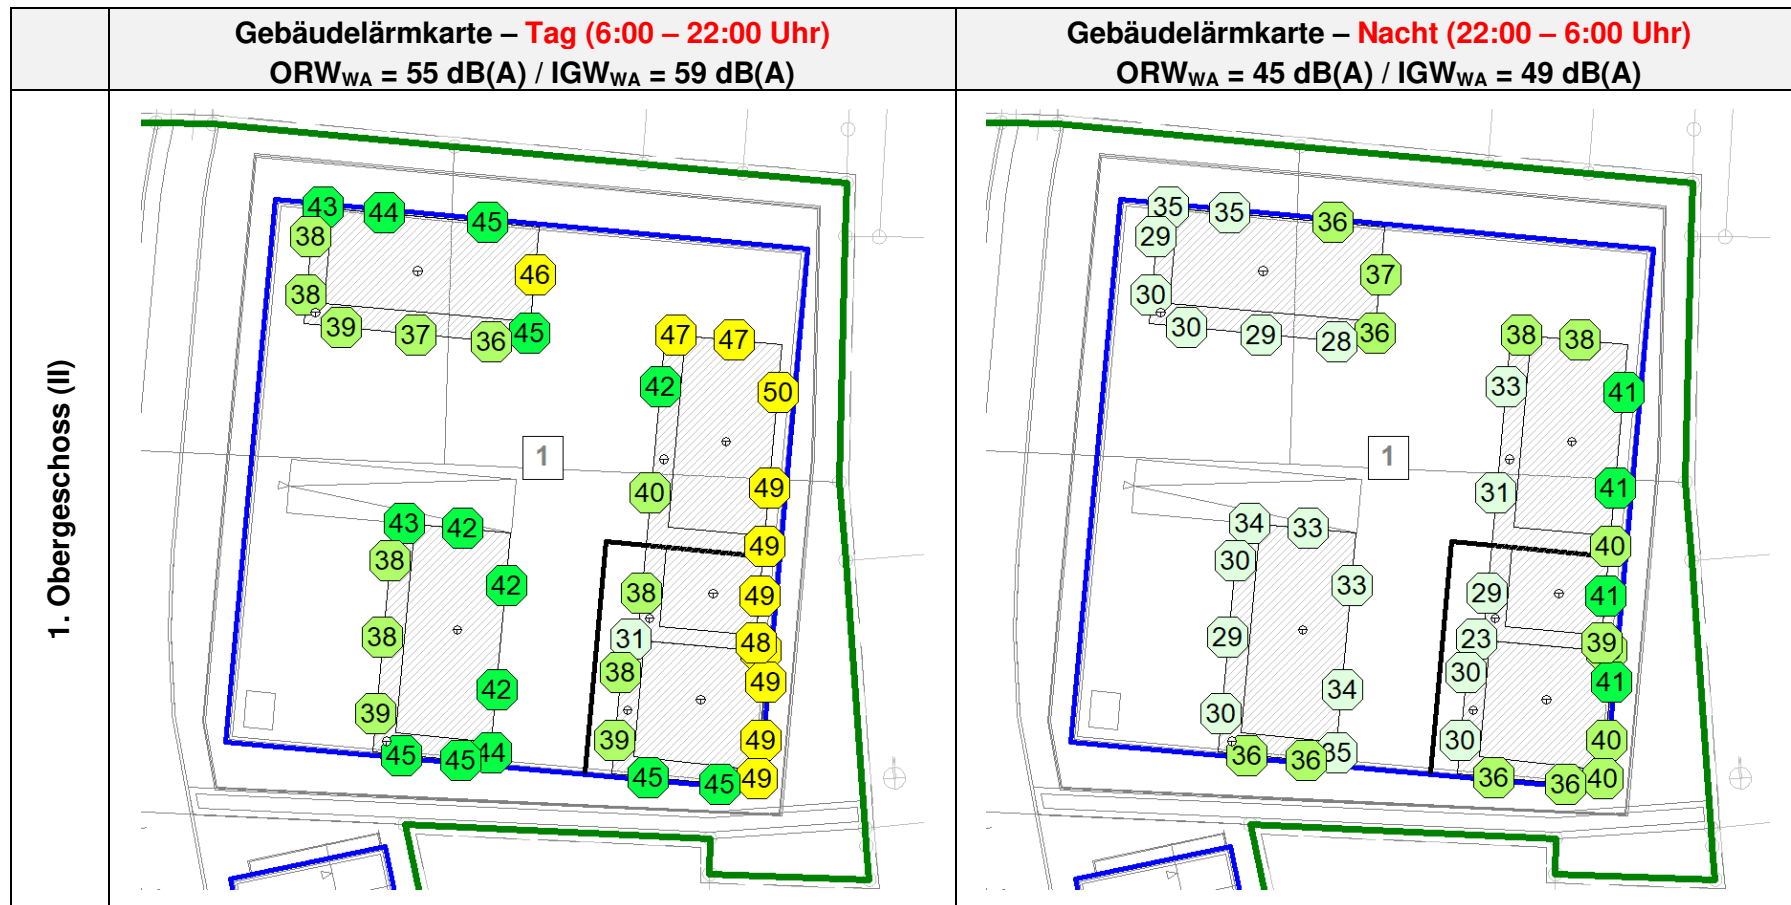 Gebäudelärmkarte – Tag (6:00 – 22:00 Uhr)
ORWWA = 55 dB(A) / IGWWA = 59 dB(A)
Gebäudelärmkarte – Nacht (22:00 – 6:00 Uhr)
ORWWA = 45 dB(A) / IGWWA = 49 dB(A)
1. Obergeschoss (II)
43 44 45
38
46
38
39 37 36 45
47 47
42 50
1
40 49
43 42
49
38
42
38 49
38
31 48
38 49
42
39
39 49
45 45 44
45 45 49
35 35 36
29
37
30
30 29 28 36
38 38
33 41
1
31 41
34 33
40
30
33
29 41
29
23 39
30 41
34
30
30 40
36 36 35
36 36 40